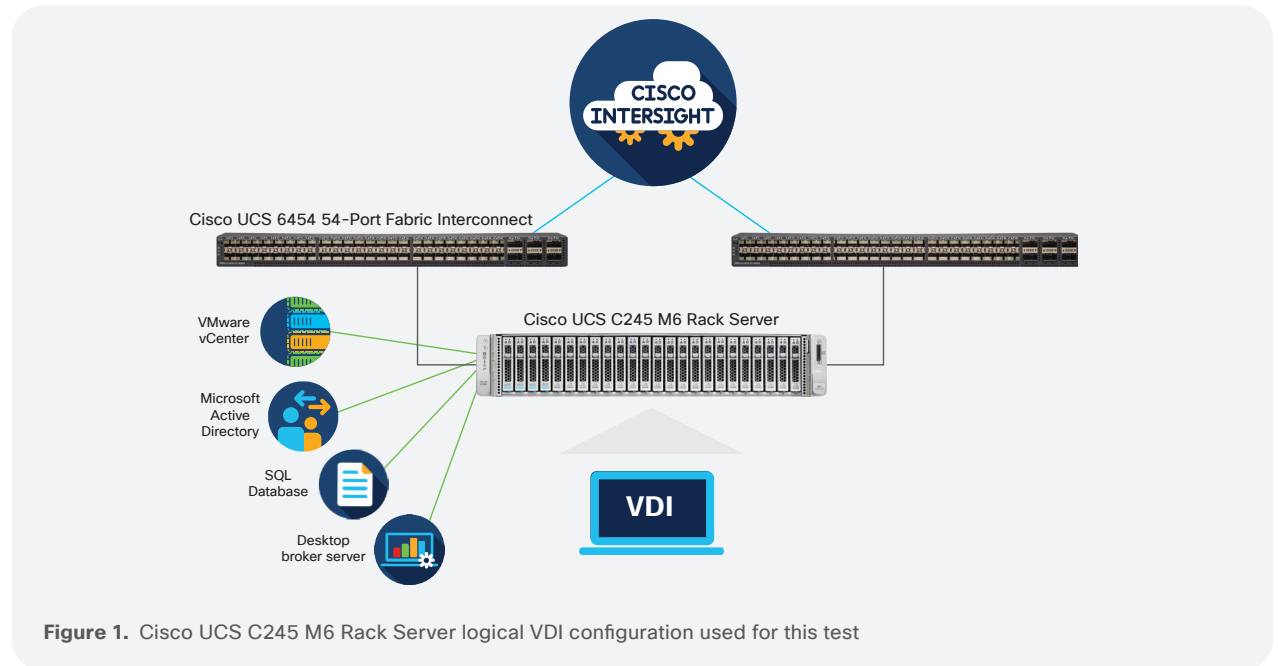 CISCO
INTERSIGHT
Cisco UCS 6454 54-Port Fabric Interconnect
Cisco UCS C245 M6 Rack Server
VMware
vCenter
Microsoft
Active
Directory
SQL
Database
Desktop
broker server
VDI
Figure 1. Cisco UCS C245 M6 Rack Server logical VDI configuration used for this test